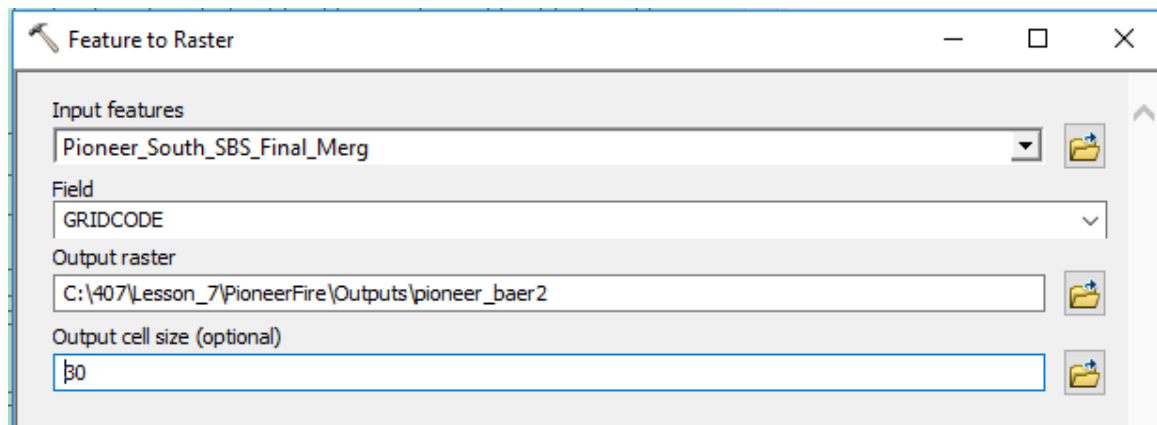 Feature to Raster
Input features
Pioneer_South_SBS_Final_Merg
Field
GRIDCODE
Output raster
C:\407\Lesson_7\PioneerFire\Outputs\pioneer_baer2
Output cell size (optional)
30